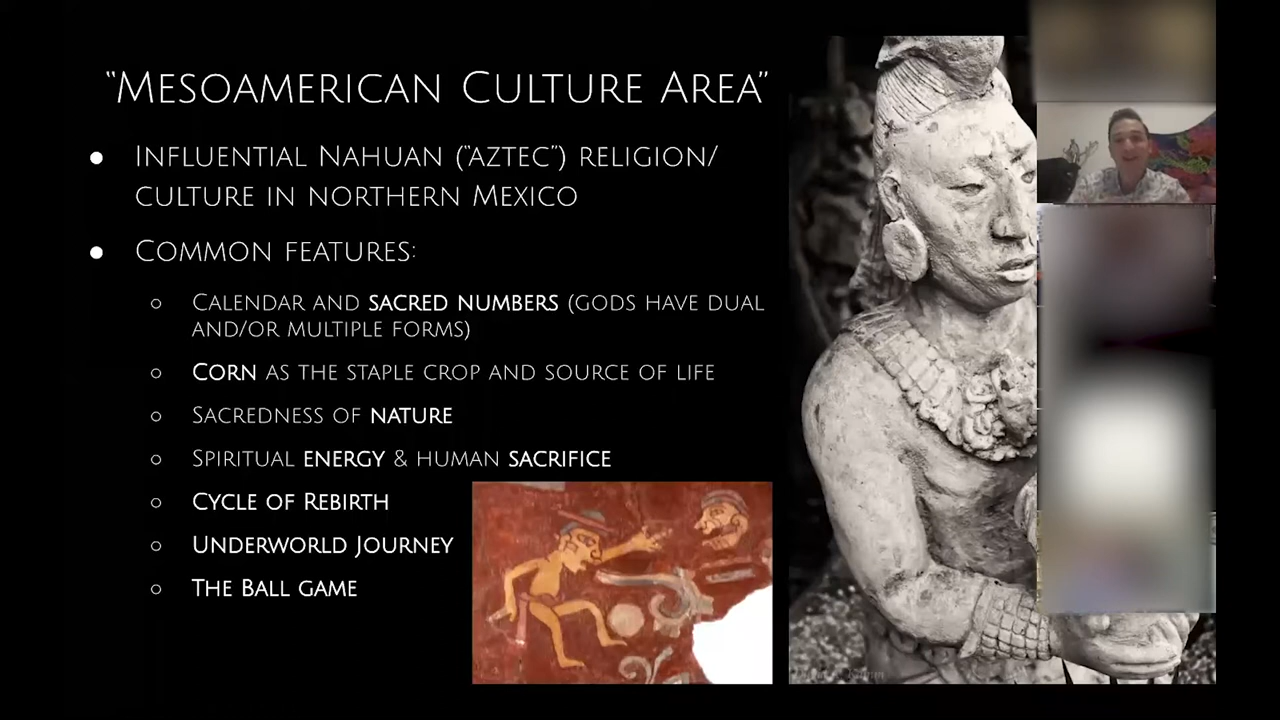 “Mesoamerican Culture Area”
● Influential Nahuan (“Aztec”) religion/
culture in northern Mexico
● Common features:
○ Calendar and sacred numbers (gods have dual
and/or multiple forms)
○ Corn as the staple crop and source of life
○ Sacredness of nature
○ Spiritual energy & human sacrifice
○ Cycle of Rebirth
○ Underworld Journey
○ The Ball game